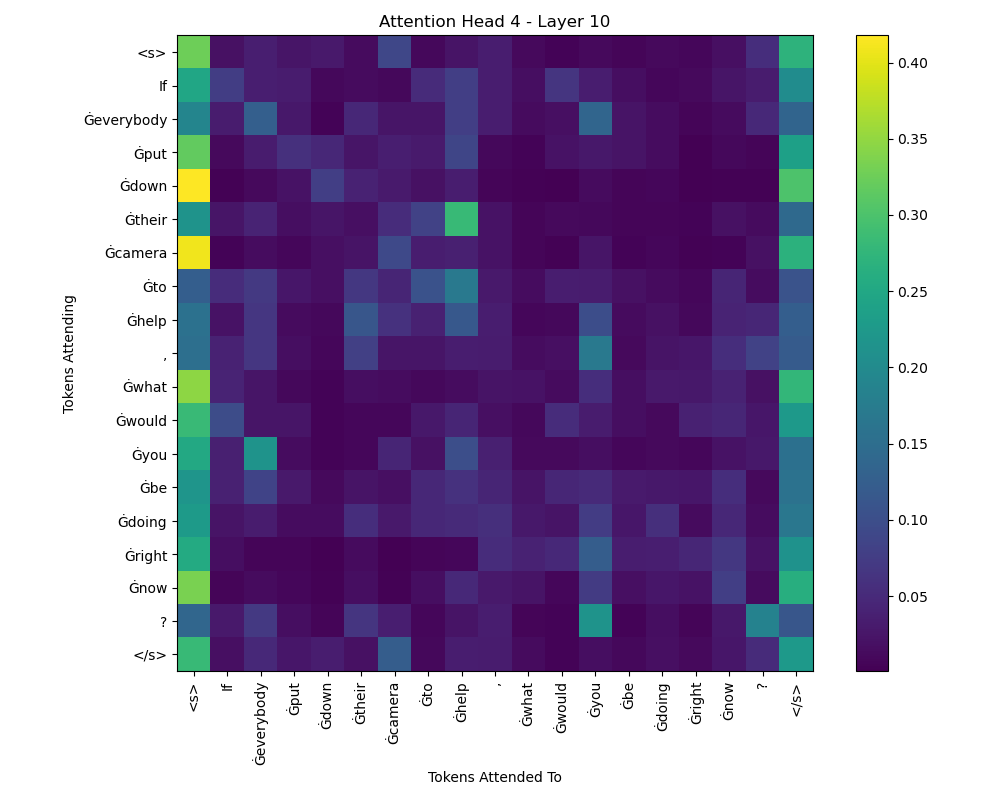 Attention Head 4 - Layer 10
Tokens Attending
<s>
If
Ġeverybody
Ġput
Ġdown
Ġtheir
Ġcamera
Ġto
Ġhelp
,
Ġwhat
Ġwould
Ġyou
Ġbe
Ġdoing
Ġright
Ġnow
?
</s>
<s>
If
Ġeverybody
Ġput
Ġdown
Ġtheir
Ġcamera
Ġto
Ġhelp
,
Ġwhat
Ġwould
Ġyou
Ġbe
Ġdoing
Ġright
Ġnow
?
</s>
Tokens Attended To
0.40
0.35
0.30
0.25
0.20
0.15
0.10
0.05